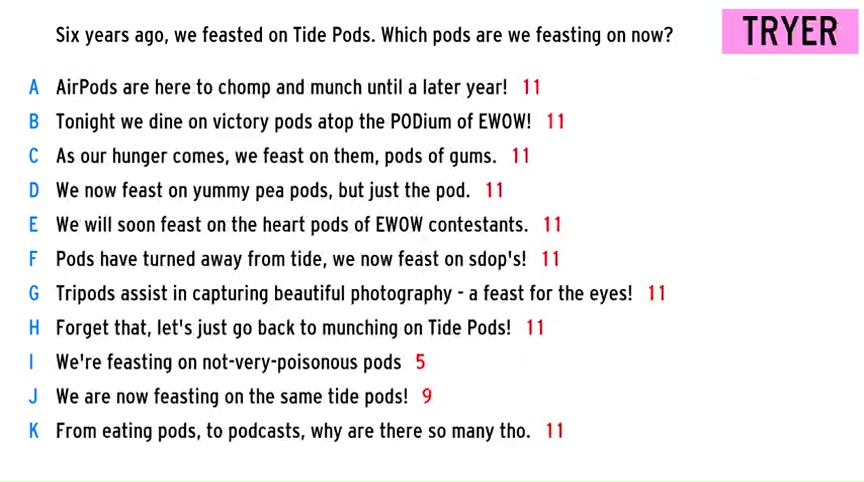 Six years ago, we feasted on Tide Pods. Which pods are we feasting on now?
TRYER
A AirPods are here to chomp and munch until a later year! 11
B Tonight we dine on victory pods atop the PODium of EWOW! 11
C As our hunger comes, we feast on them, pods of gums. 11
D We now feast on yummy pea pods, but just the pod. 11
E We will soon feast on the heart pods of EWOW contestants. 11
F Pods have turned away from tide, we now feast on sdop's! 11
G Tripods assist in capturing beautiful photography - a feast for the eyes! 11
H Forget that, let's just go back to munching on Tide Pods! 11
I We're feasting on not-very-poisonous pods 5
J We are now feasting on the same tide pods! 9
K From eating pods, to podcasts, why are there so many tho. 11